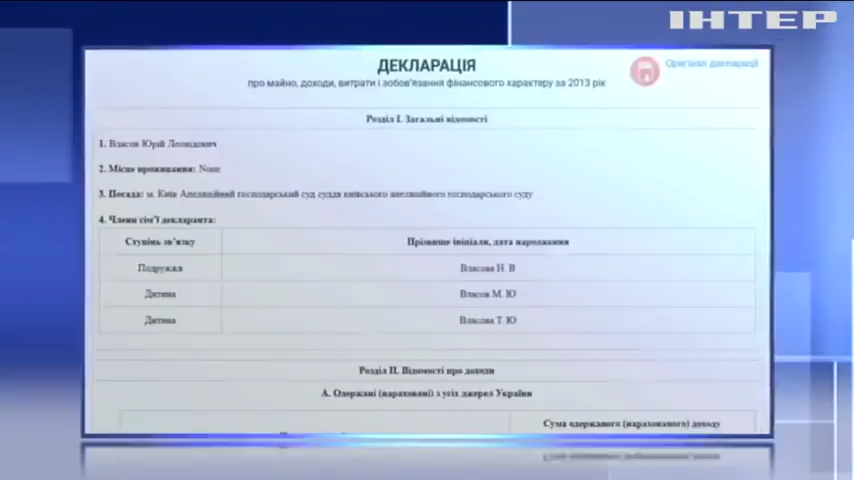 ІНТЕР
ДЕКЛАРАЦІЯ
Оригінал декларації
про майно, доходи, витрати і зобов'язання фінансового характеру за 2013 рік
Розділ I. Загальні відомості
1. Власов Юрій Леонідович
2. Місце проживання: None
3. Посада: м. Київ Апеляційний господарський суд суддя київського апеляційного господарського суду
4. Члени сім'ї декларанта:
Ступінь зв'язку Прізвище ініціали, дата народження
Подружжя Власова Н. В
Дитина Власов М. Ю
Дитина Власова Т. Ю
Розділ II. Відомості про доходи
А. Одержані (нараховані) з усіх джерел України
Сума одержаного (нарахованого) доходу